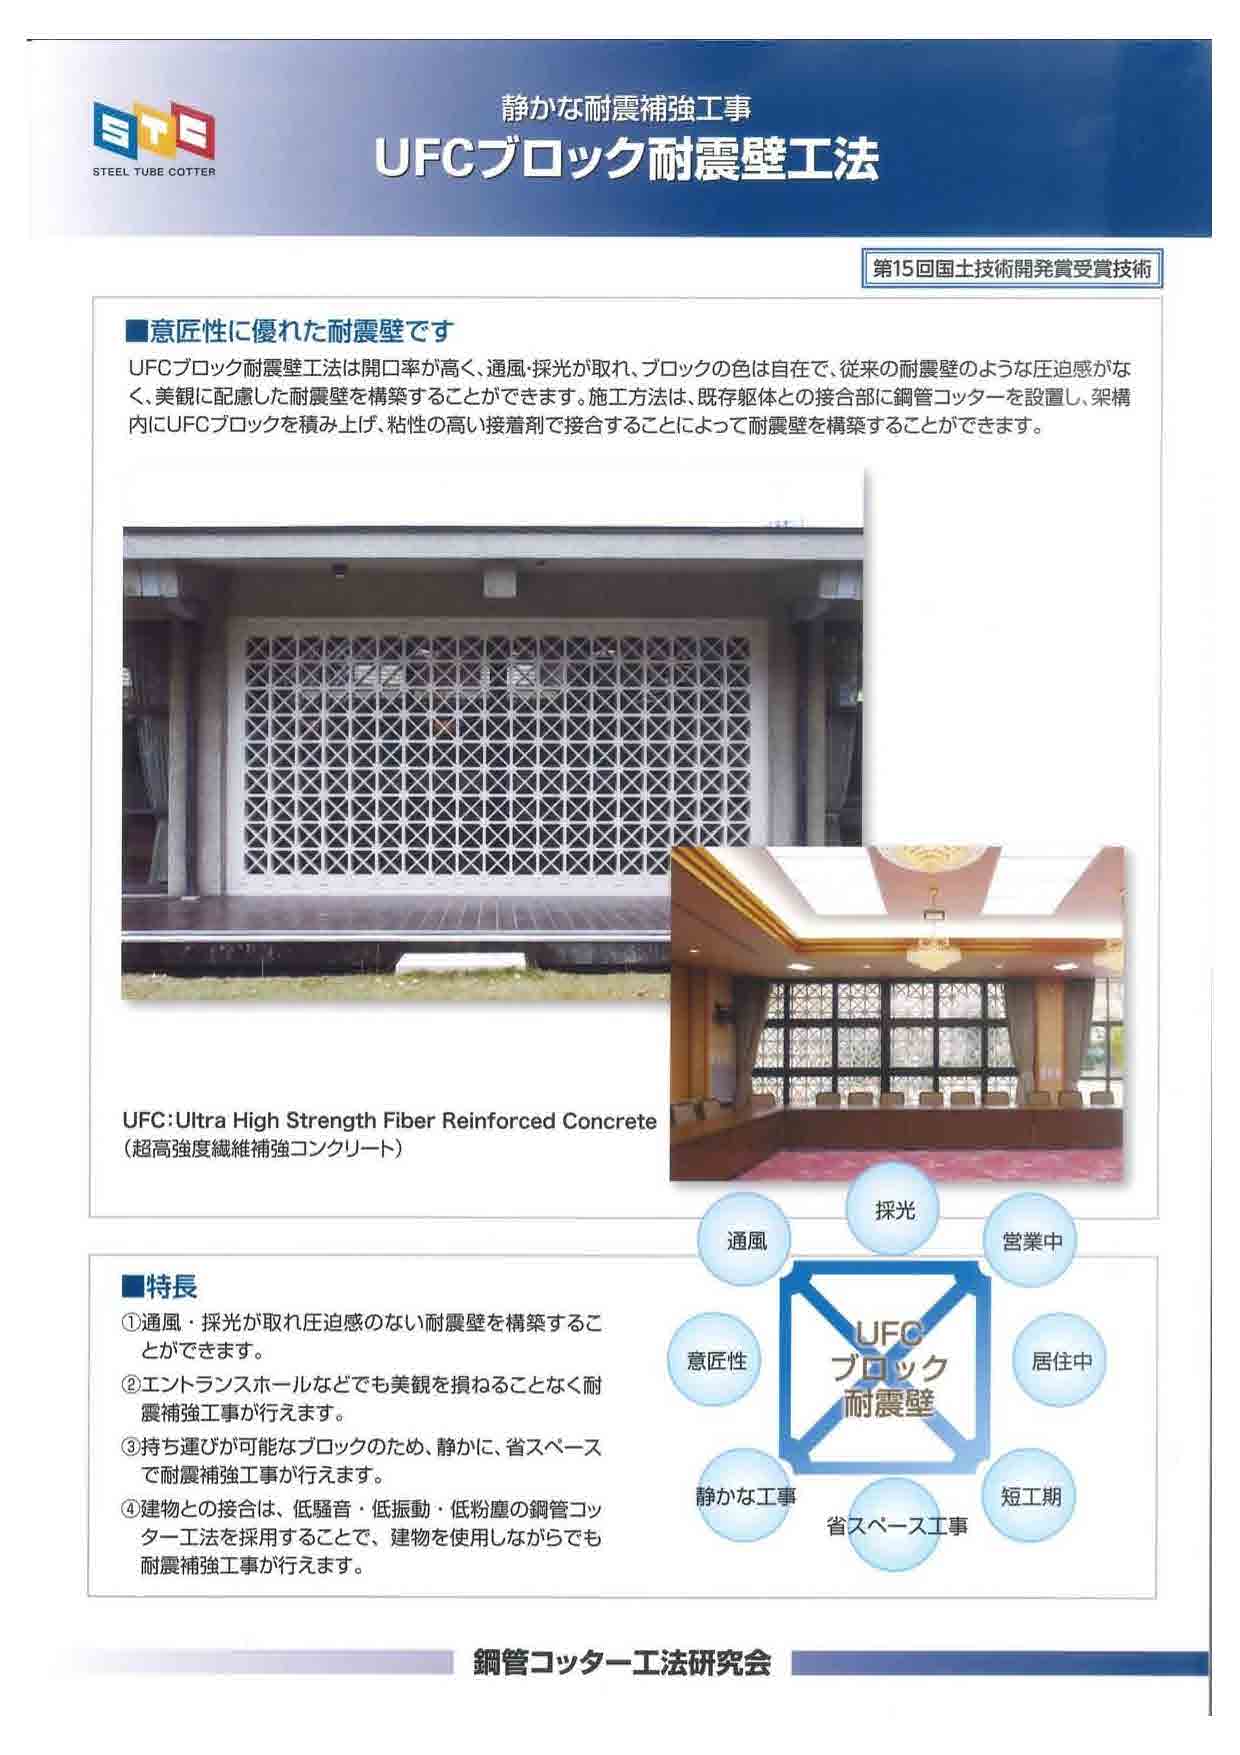 静かな耐震補強工事
UFCブロック耐震壁工法
STC
STEEL TUBE COTTER
第15回国土技術開発賞受賞技術
■意匠性に優れた耐震壁です
UFCブロック耐震壁工法は開口率が高く、通風・採光が取れ、ブロックの色は自在で、従来の耐震壁のような圧迫感がな
く、美観に配慮した耐震壁を構築することができます。施工方法は、既存躯体との接合部に鋼管コッターを設置し、架構
内にUFCブロックを積み上げ、粘性の高い接着剤で接合することによって耐震壁を構築することができます。
UFC：Ultra High Strength Fiber Reinforced Concrete
（超高強度繊維補強コンクリート）
■特長
①通風・採光が取れ圧迫感のない耐震壁を構築するこ
とができます。
②エントランスホールなどでも美観を損ねることなく耐
震補強工事が行えます。
③持ち運びが可能なブロックのため、静かに、省スペース
で耐震補強工事が行えます。
④建物との接合は、低騒音・低振動・低粉塵の鋼管コッ
ター工法を採用することで、建物を使用しながらでも
耐震補強工事が行えます。
採光
通風
営業中
意匠性
UFC
ブロック
耐震壁
居住中
静かな工事
省スペース工事
短工期
鋼管コッター工法研究会